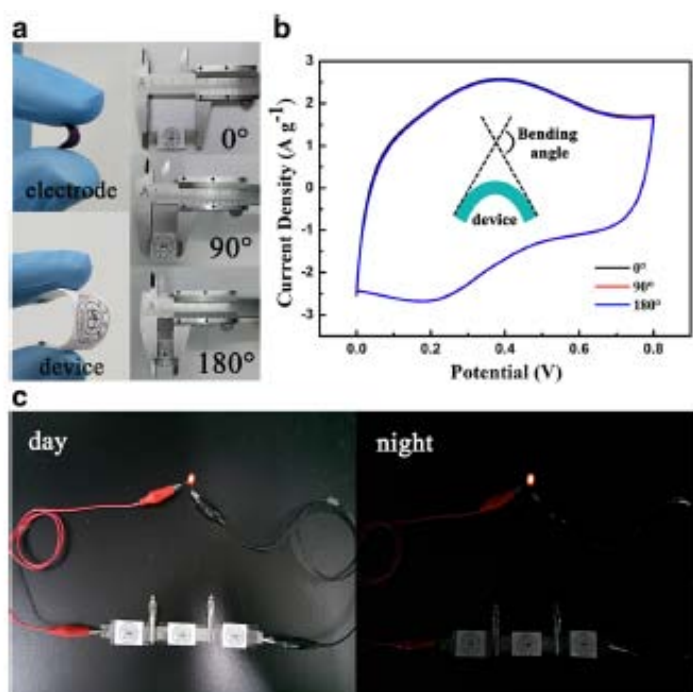 a
electrode
device
0°
90°
180°
b
Current Density (A g⁻¹)
3
2
1
0
-1
-2
-3
Bending
angle
device
0°
90°
180°
0.0 0.2 0.4 0.6 0.8
Potential (V)
c
day
night